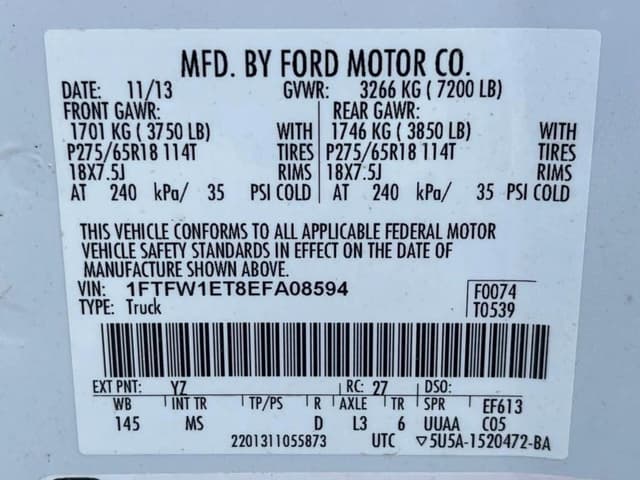 MFD. BY FORD MOTOR CO.
DATE: 11/13 GVWR: 3266 KG ( 7200 LB)
FRONT GAWR: REAR GAWR:
1701 KG ( 3750 LB) WITH 1746 KG ( 3850 LB) WITH
P275/65R18 114T TIRES P275/65R18 114T TIRES
18X7.5J RIMS 18X7.5J RIMS
AT 240 kPa/ 35 PSI COLD AT 240 kPa/ 35 PSI COLD
THIS VEHICLE CONFORMS TO ALL APPLICABLE FEDERAL MOTOR
VEHICLE SAFETY STANDARDS IN EFFECT ON THE DATE OF
MANUFACTURE SHOWN ABOVE.
VIN: 1FTFW1ET8EFA08594 F0074
TYPE: Truck T0539
EXT PNT: YZ RC: 27 DSO:
WB INT TR TP/PS R AXLE TR SPR EF613
145 MS D L3 6 UUAA C05
2201311055873 UTC ▽5U5A-1520472-BA